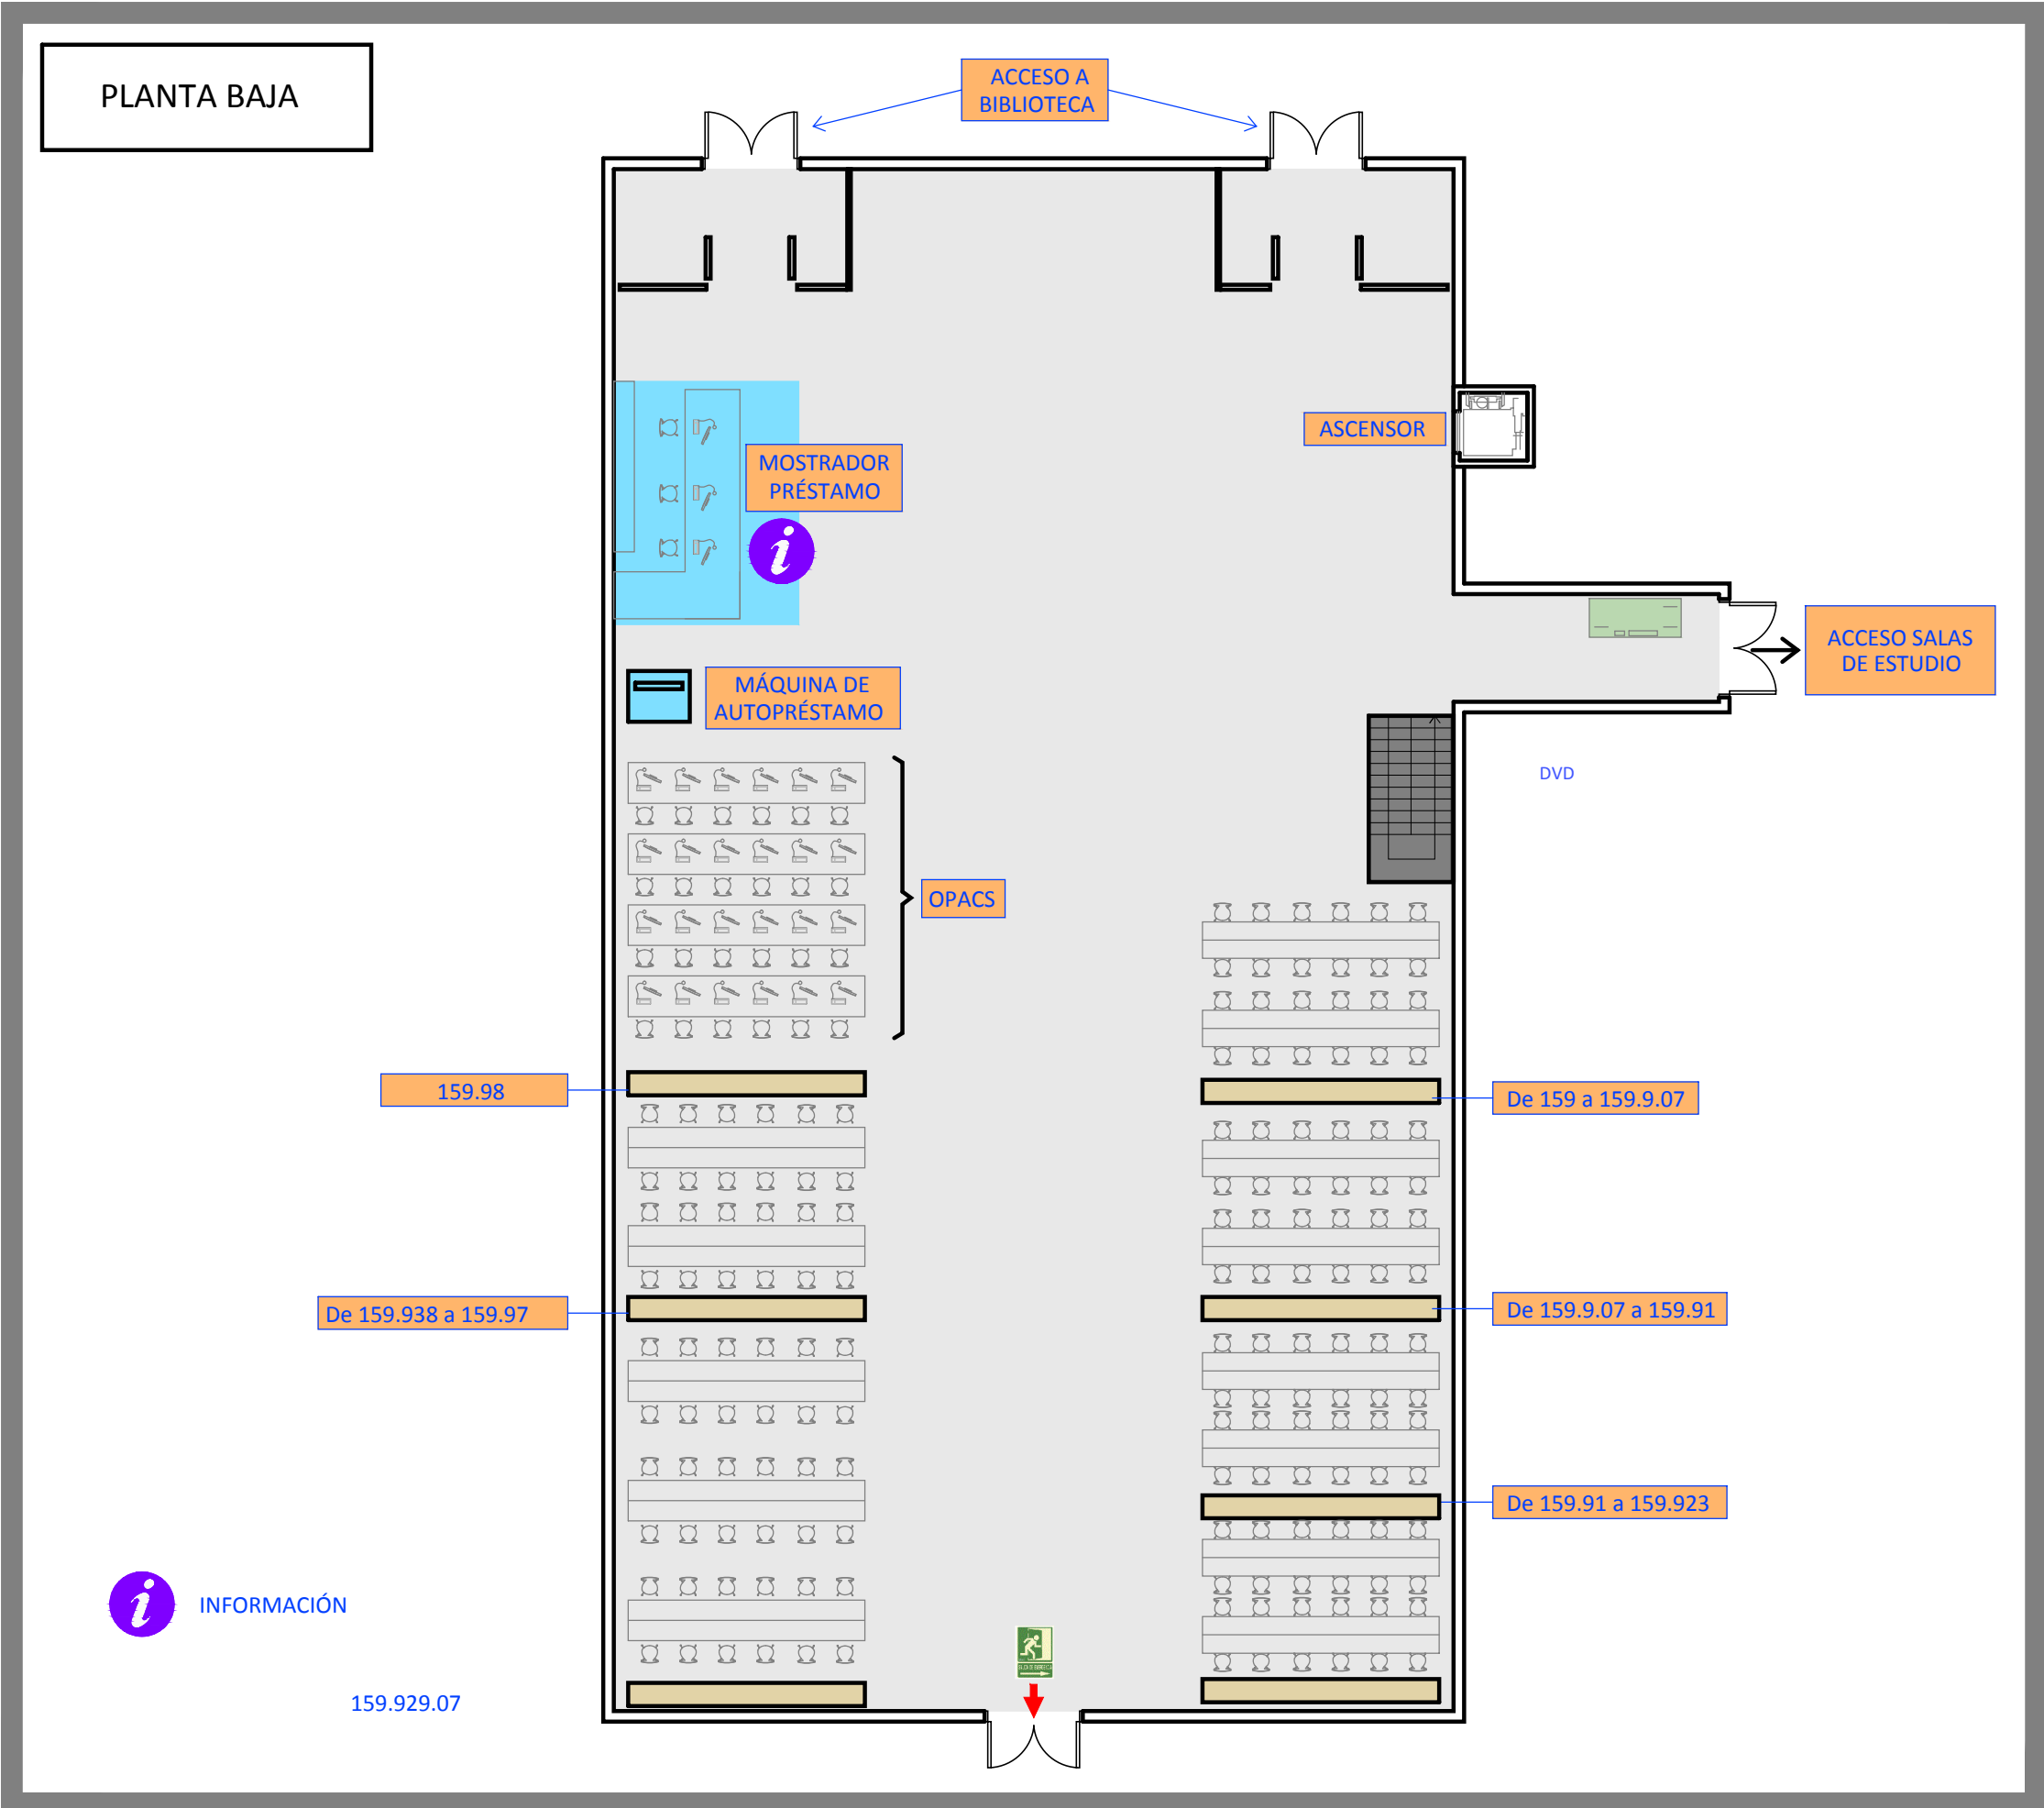 PLANTA BAJA
ACCESO A
BIBLIOTECA
ASCENSOR
MOSTRADOR
PRÉSTAMO
ACCESO SALAS
DE ESTUDIO
MÁQUINA DE
AUTOPRÉSTAMO
DVD
OPACS
159.98
De 159 a 159.9.07
De 159.938 a 159.97
De 159.9.07 a 159.91
De 159.91 a 159.923
INFORMACIÓN
159.929.07